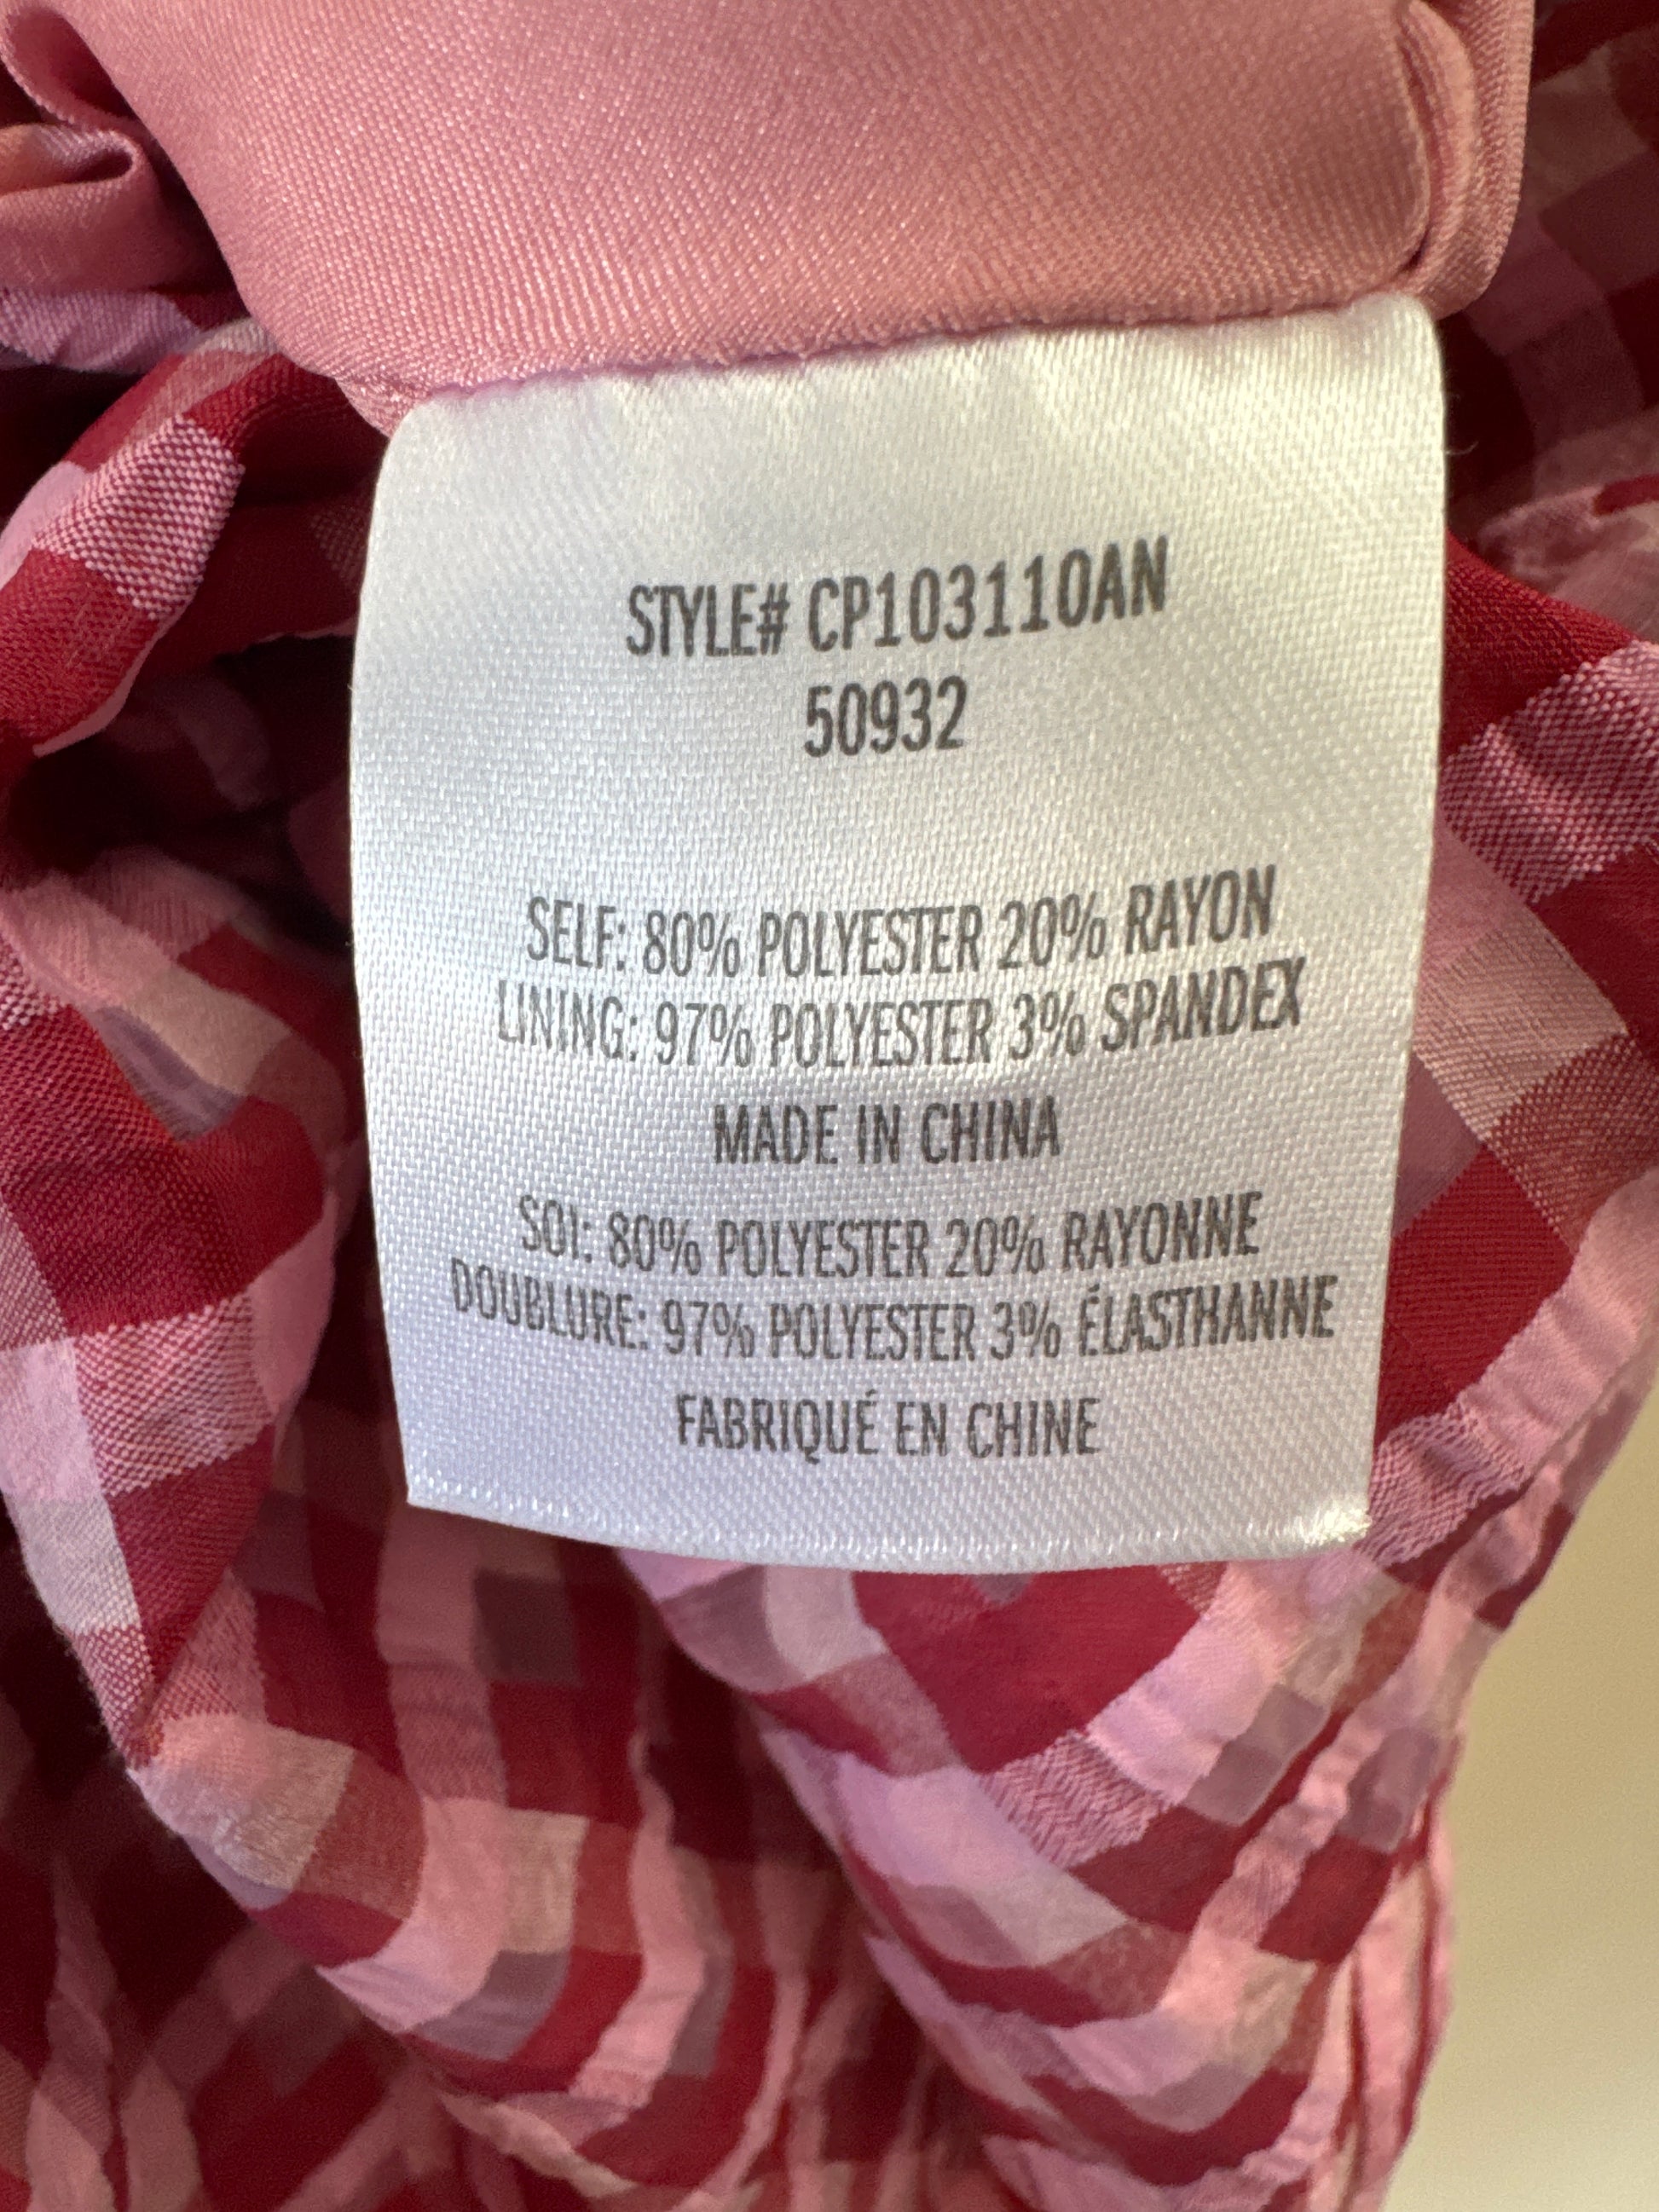 STYLE# CP103110AN
50932
SELF: 80% POLYESTER 20% RAYON
LINING: 97% POLYESTER 3% SPANDEX
MADE IN CHINA
SOI: 80% POLYESTER 20% RAYONNE
DOUBLURE: 97% POLYESTER 3% ÉLASTHANNE
FABRIQUÉ EN CHINE